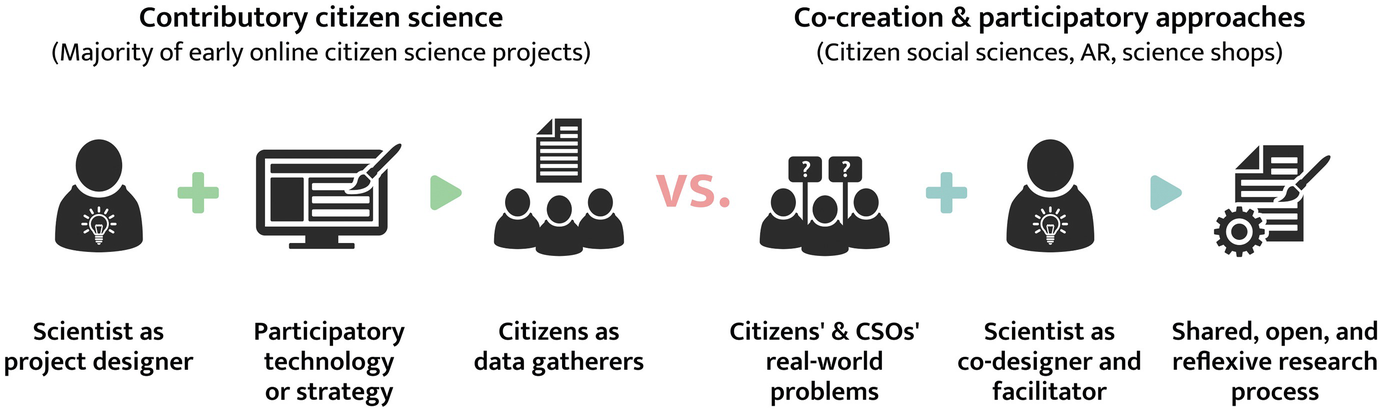 Contributory citizen science
(Majority of early online citizen science projects)
Scientist as
project designer
Participatory
technology
or strategy
Citizens as
data gatherers
vs.
Co-creation & participatory approaches
(Citizen social sciences, AR, science shops)
? ?
Citizens' & CSOs'
real-world
problems
Scientist as
co-designer and
facilitator
Shared, open, and
reflexive research
process